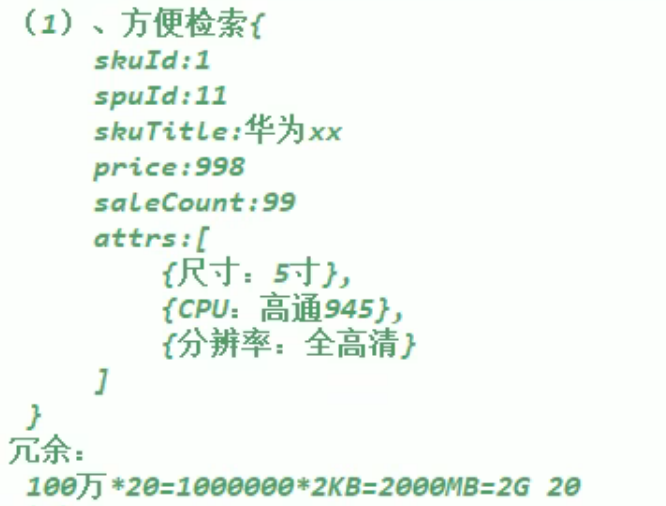 （1）、方便检索{
skuId:1
spuId:11
skuTitle:华为xx
price:998
saleCount:99
attrs:[
{尺寸：5寸},
{CPU：高通945},
{分辨率：全高清}
]
}
冗余：
100万*20=1000000*2KB=2000MB=2G 20